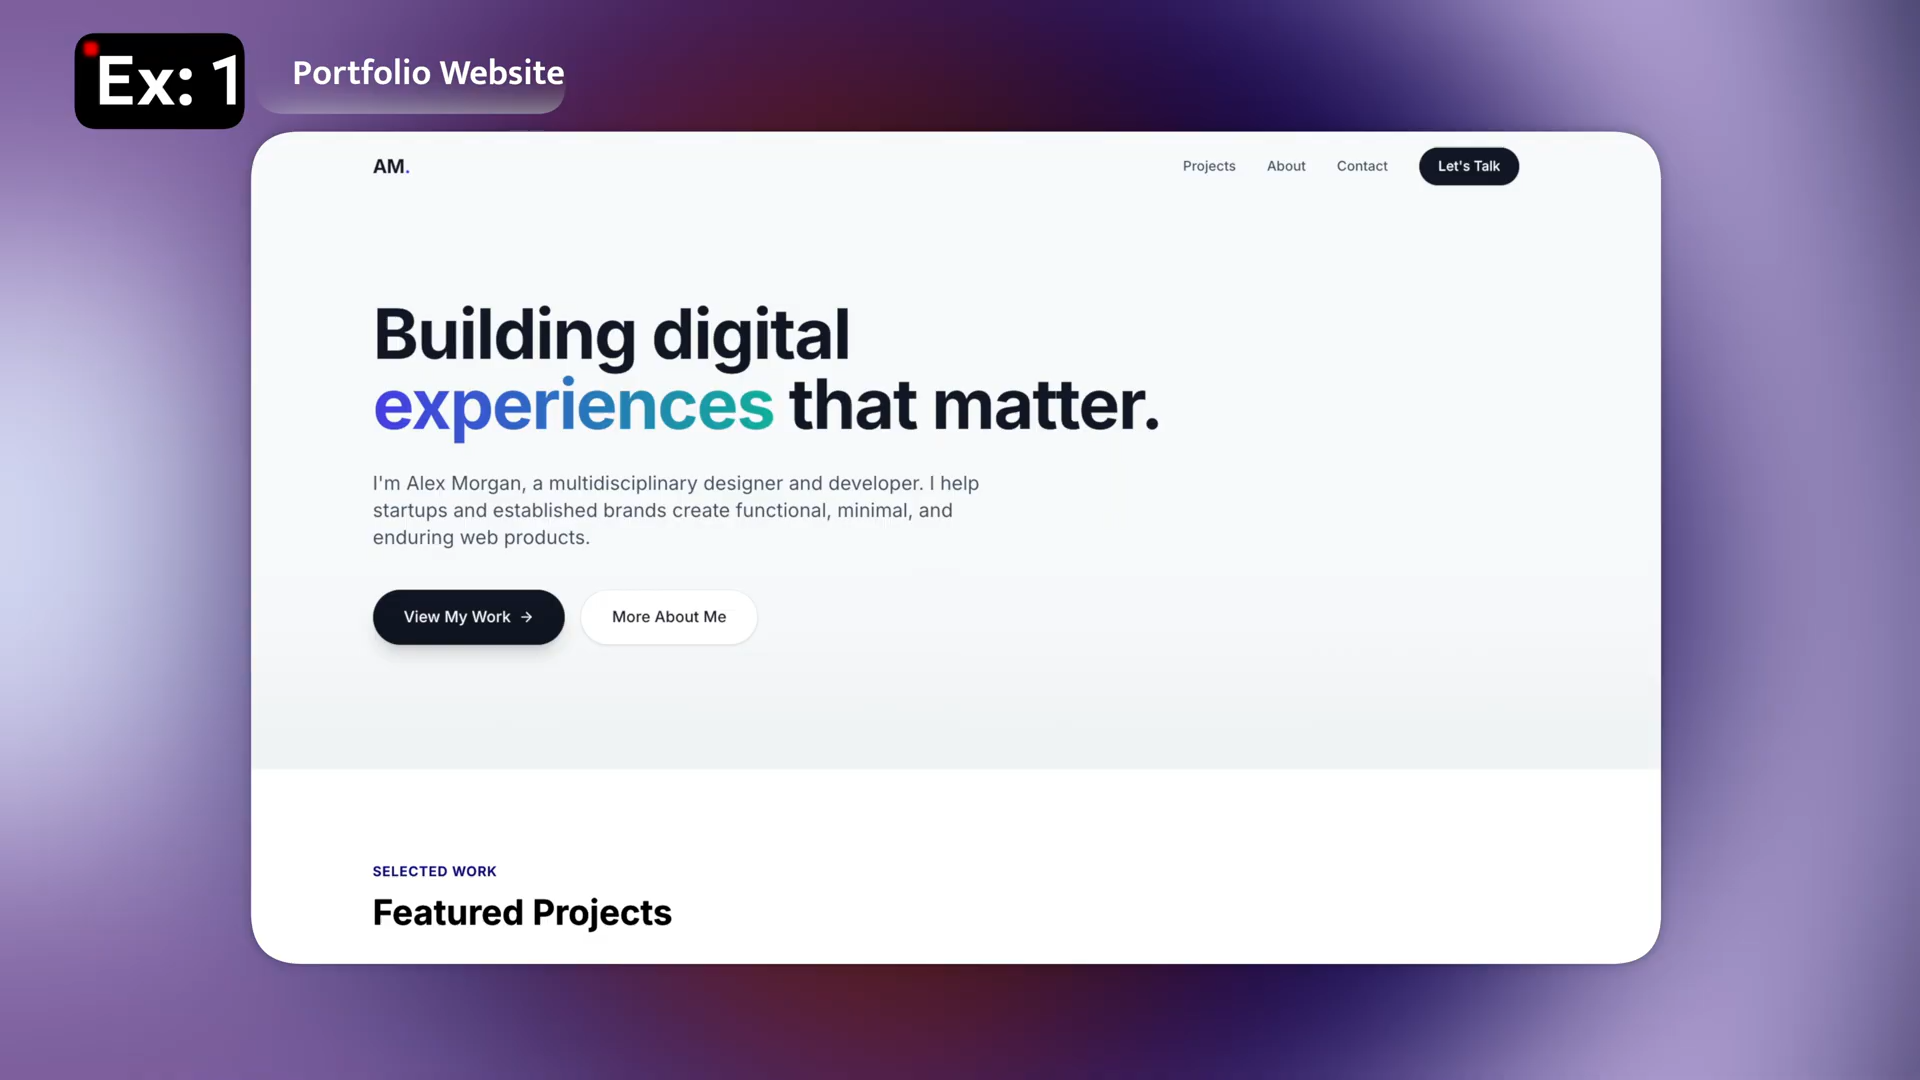 Ex: 1
Portfolio Website
AM.
Projects
About
Contact
Let's Talk
Building digital
experiences that matter.
I'm Alex Morgan, a multidisciplinary designer and developer. I help
startups and established brands create functional, minimal, and
enduring web products.
View My Work →
More About Me
SELECTED WORK
Featured Projects